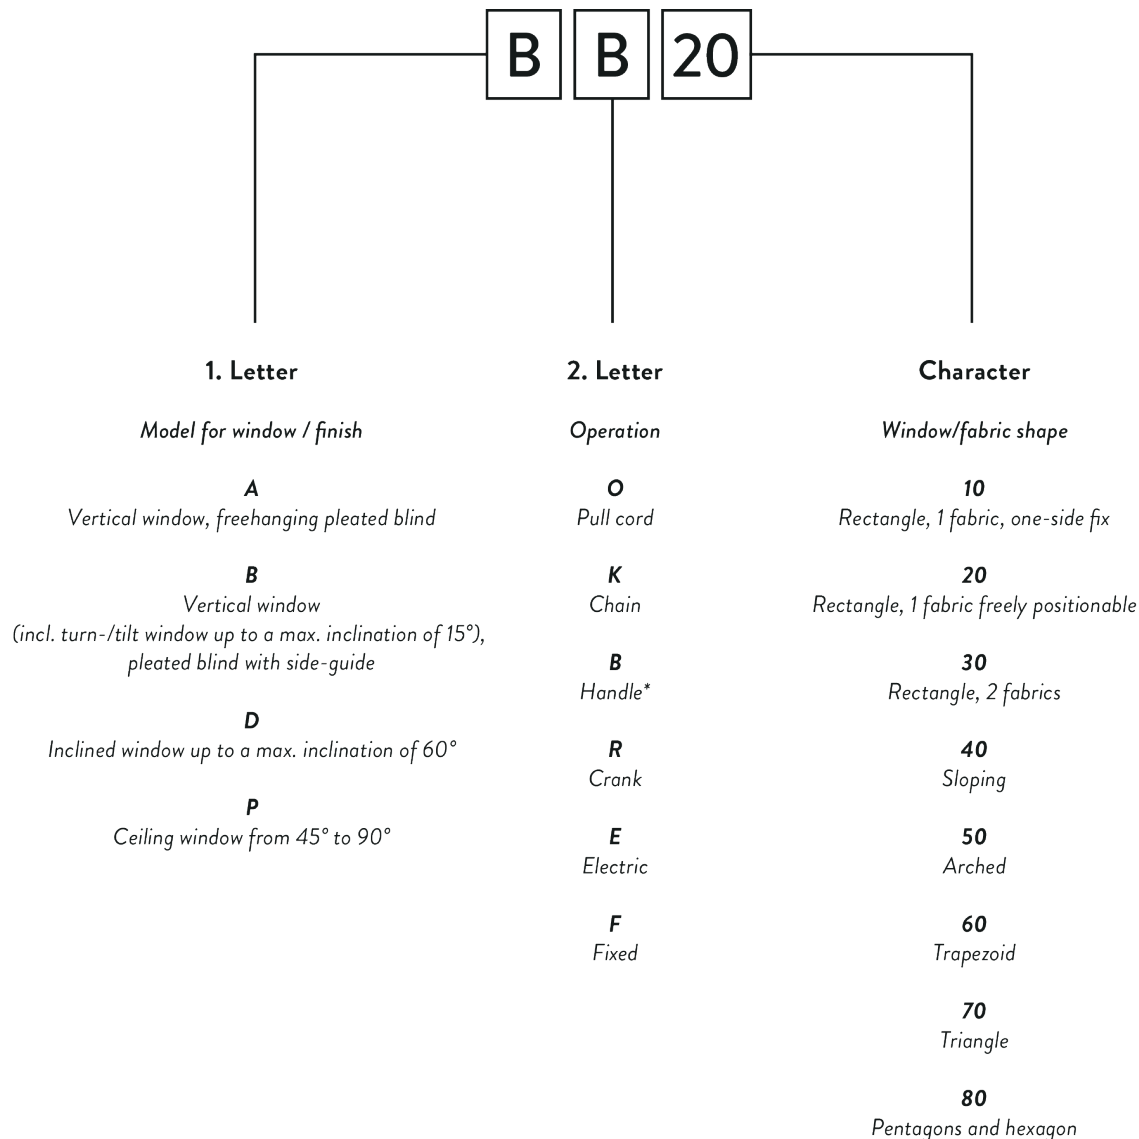 B B 20
1. Letter
Model for window / finish
A
Vertical window, freehanging pleated blind
B
Vertical window
(incl. turn-/tilt window up to a max. inclination of 15°),
pleated blind with side-guide
D
Inclined window up to a max. inclination of 60°
P
Ceiling window from 45° to 90°
2. Letter
Operation
O
Pull cord
K
Chain
B
Handle*
R
Crank
E
Electric
F
Fixed
Character
Window/fabric shape
10
Rectangle, 1 fabric, one-side fix
20
Rectangle, 1 fabric freely positionable
30
Rectangle, 2 fabrics
40
Sloping
50
Arched
60
Trapezoid
70
Triangle
80
Pentagons and hexagon